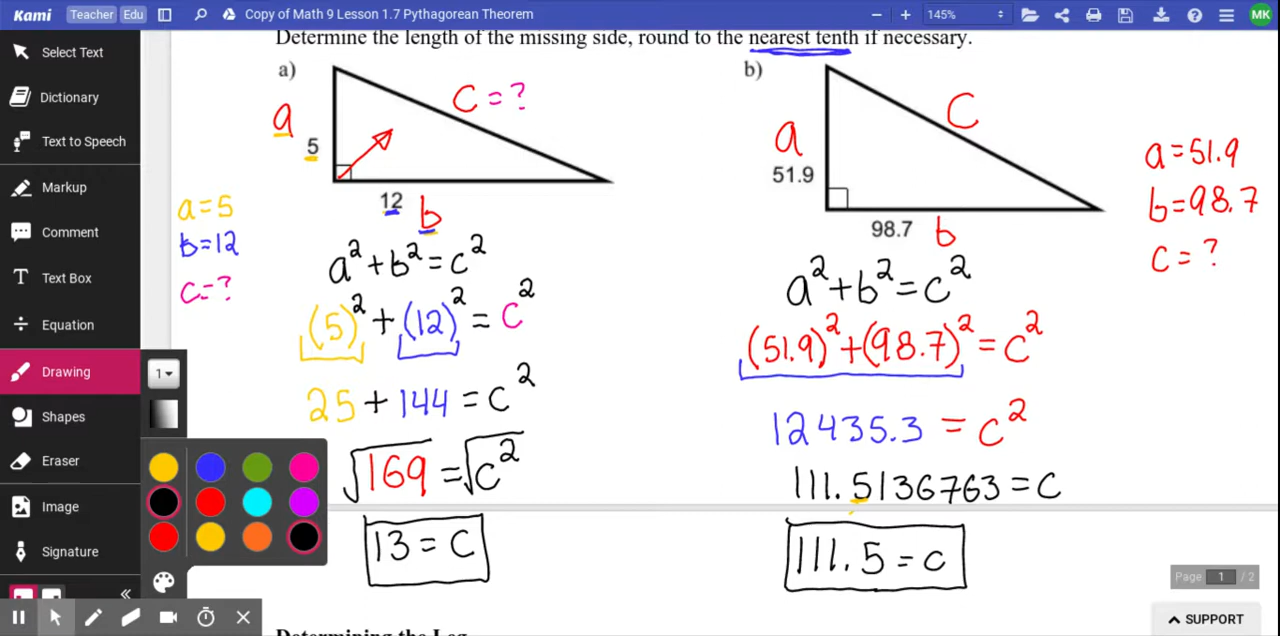 Kami Teacher Edu Copy of Math 9 Lesson 1.7 Pythagorean Theorem 145% MK
Select Text
Dictionary
Text to Speech
Markup
Comment
Text Box
Equation
Drawing
1
Shapes
Eraser
Image
Signature
Determine the length of the missing side, round to the nearest tenth if necessary.
a)
c = ?
a
5
12 b
a = 5
b = 12
c = ?
a² + b² = c²
(5)² + (12)² = c²
25 + 144 = c²
√169 = √c²
13 = c
b)
c
a
51.9
98.7 b
a = 51.9
b = 98.7
c = ?
a² + b² = c²
(51.9)² + (98.7)² = c²
12435.3 = c²
111.5136763 = c
111.5 = c
Page 1 / 2
SUPPORT
Determining the Leg